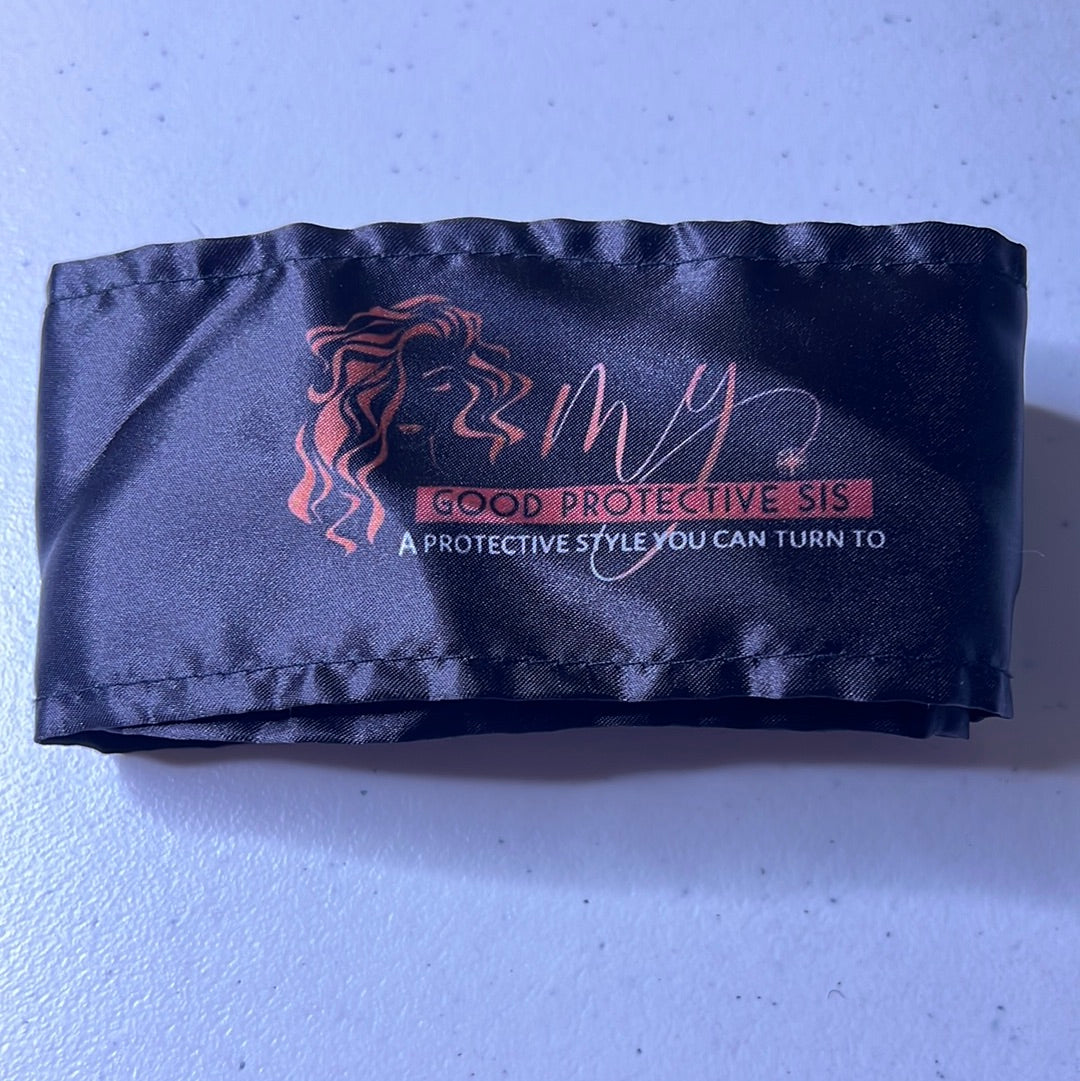 My
GOOD PROTECTIVE SIS
A PROTECTIVE STYLE YOU CAN TURN TO